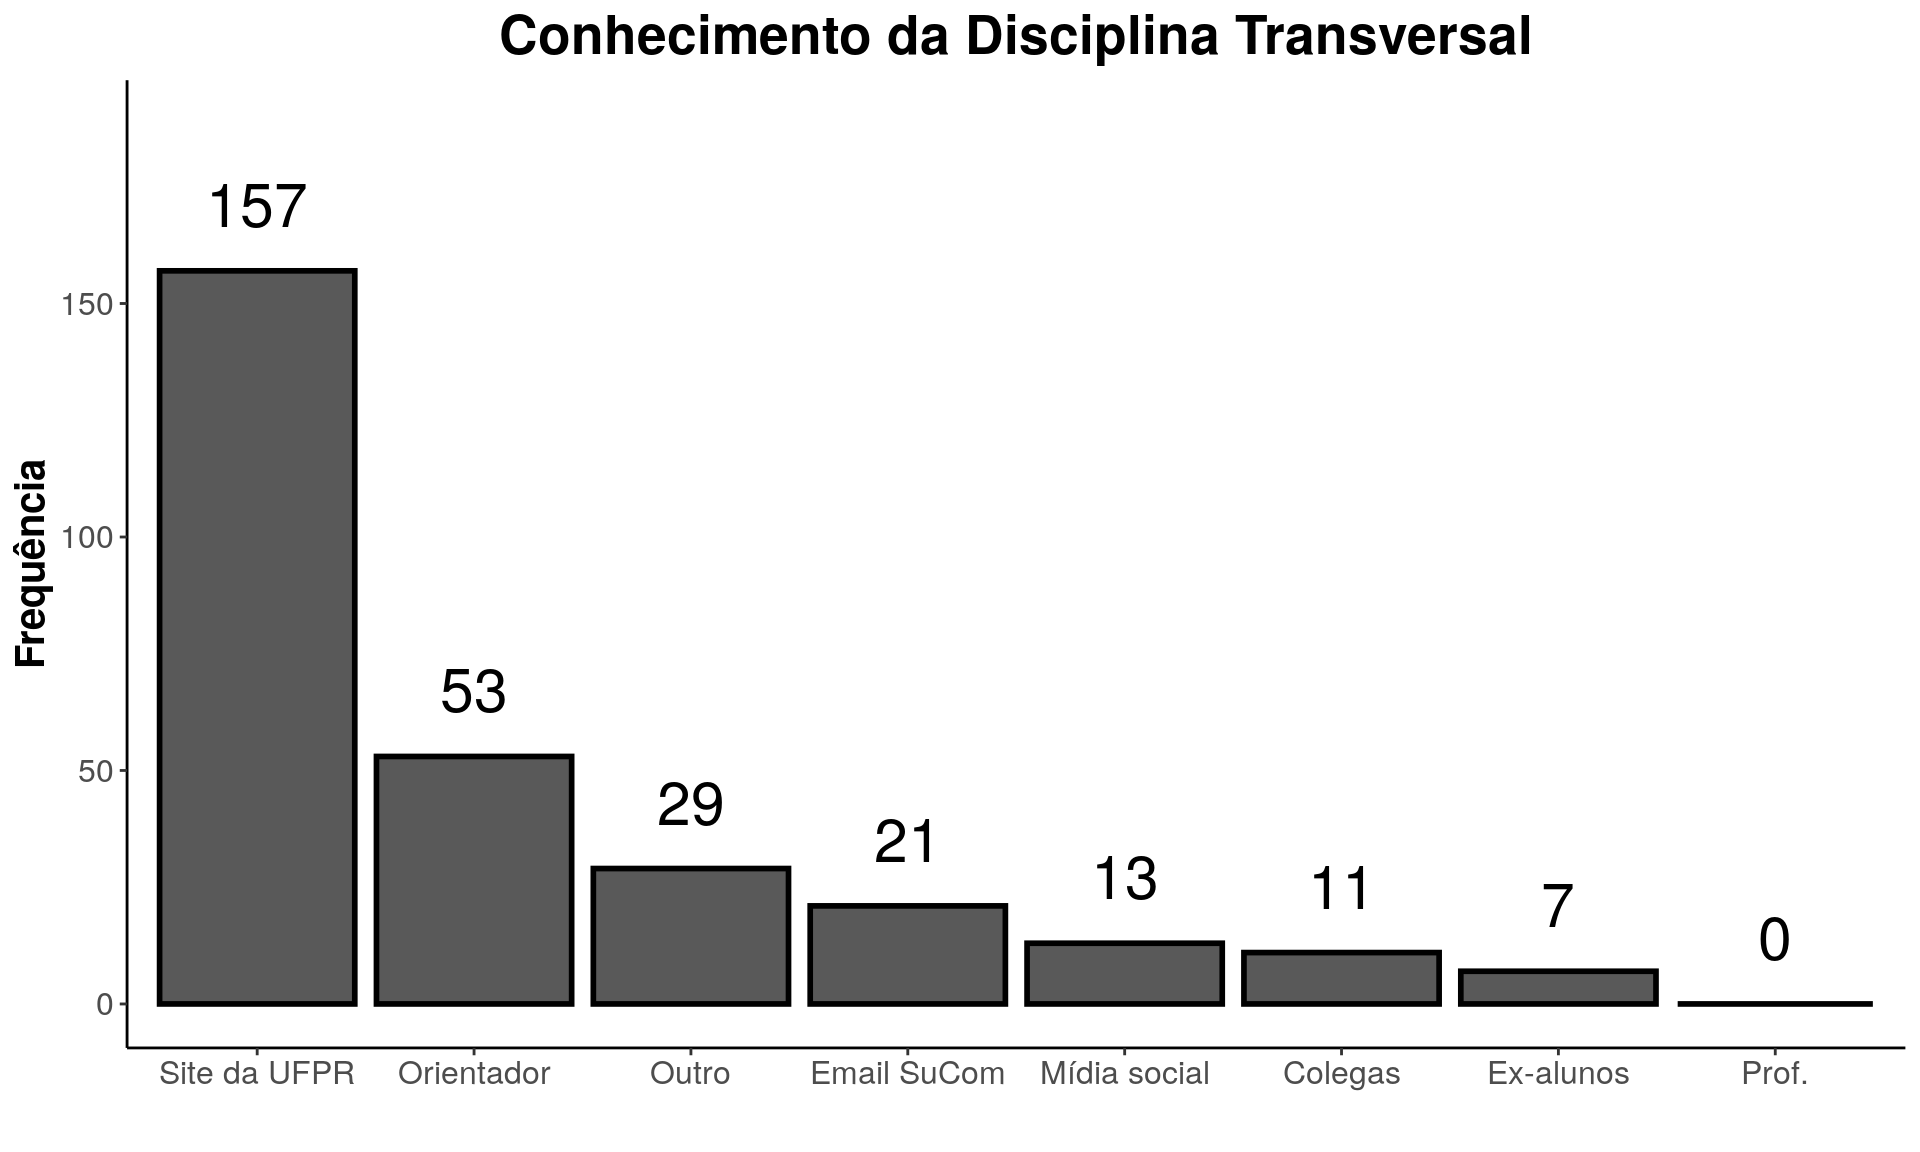 Conhecimento da Disciplina Transversal
157
150
53
100
Frequência
50
29
21
13
11
7
0
0
Site da UFPR
Orientador
Outro
Email SuCom
Mídia social
Colegas
Ex-alunos
Prof.